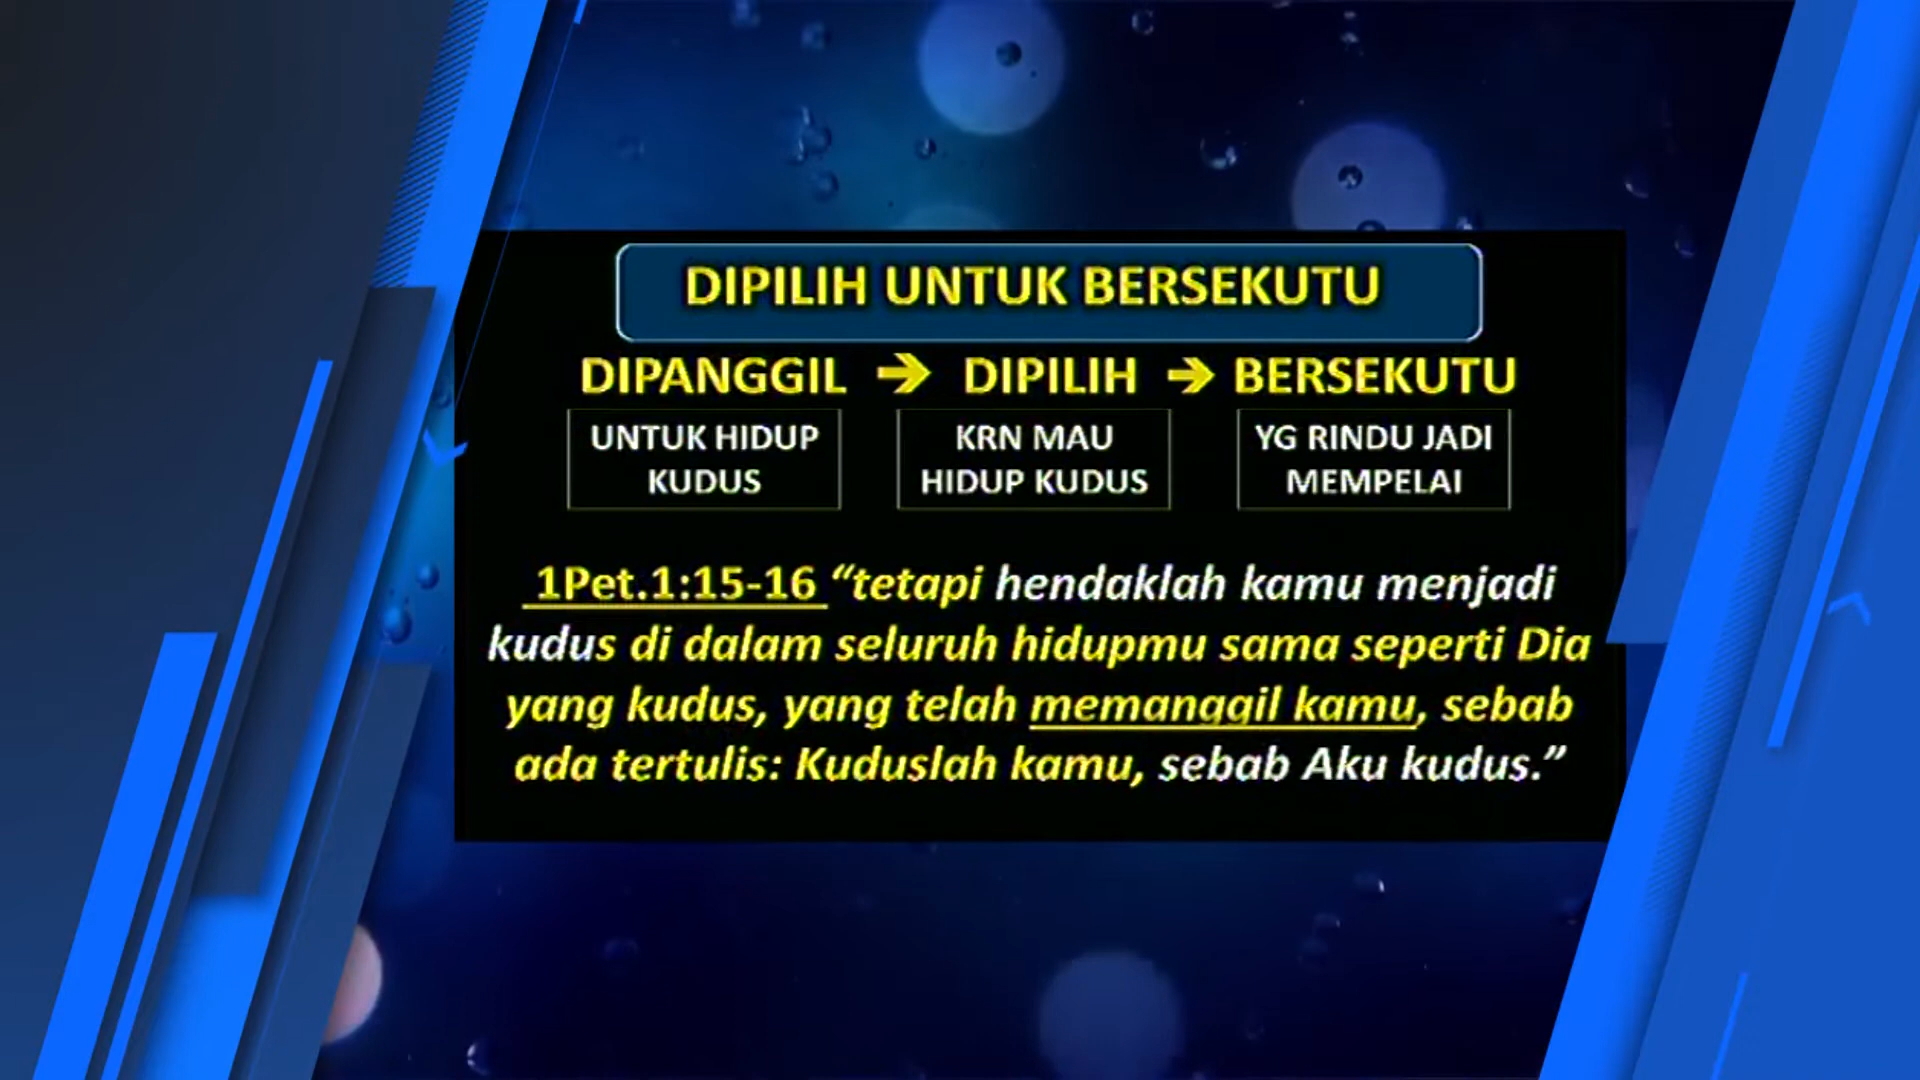 DIPILIH UNTUK BERSEKUTU
DIPANGGIL → DIPILIH → BERSEKUTU
UNTUK HIDUP KUDUS
KRN MAU HIDUP KUDUS
YG RINDU JADI MEMPELAI
1Pet.1:15-16 “tetapi hendaklah kamu menjadi
kudus di dalam seluruh hidupmu sama seperti Dia
yang kudus, yang telah memanggil kamu, sebab
ada tertulis: Kuduslah kamu, sebab Aku kudus.”